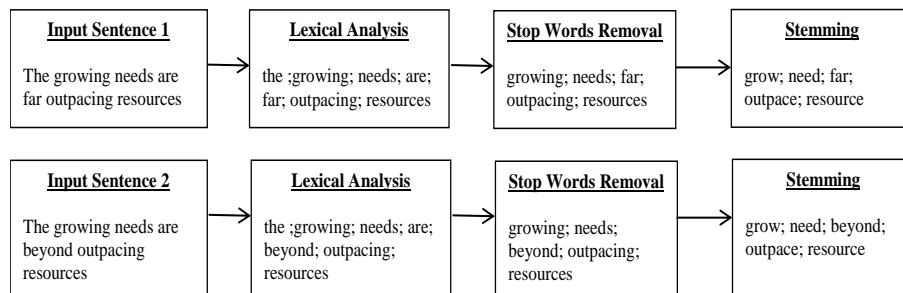 Input Sentence 1
The growing needs are
far outpacing resources
Lexical Analysis
the ;growing; needs; are;
far; outpacing; resources
Stop Words Removal
growing; needs; far;
outpacing; resources
Stemming
grow; need; far;
outpace; resource
Input Sentence 2
The growing needs are
beyond outpacing
resources
Lexical Analysis
the ;growing; needs; are;
beyond; outpacing;
resources
Stop Words Removal
growing; needs;
beyond; outpacing;
resources
Stemming
grow; need; beyond;
outpace; resource